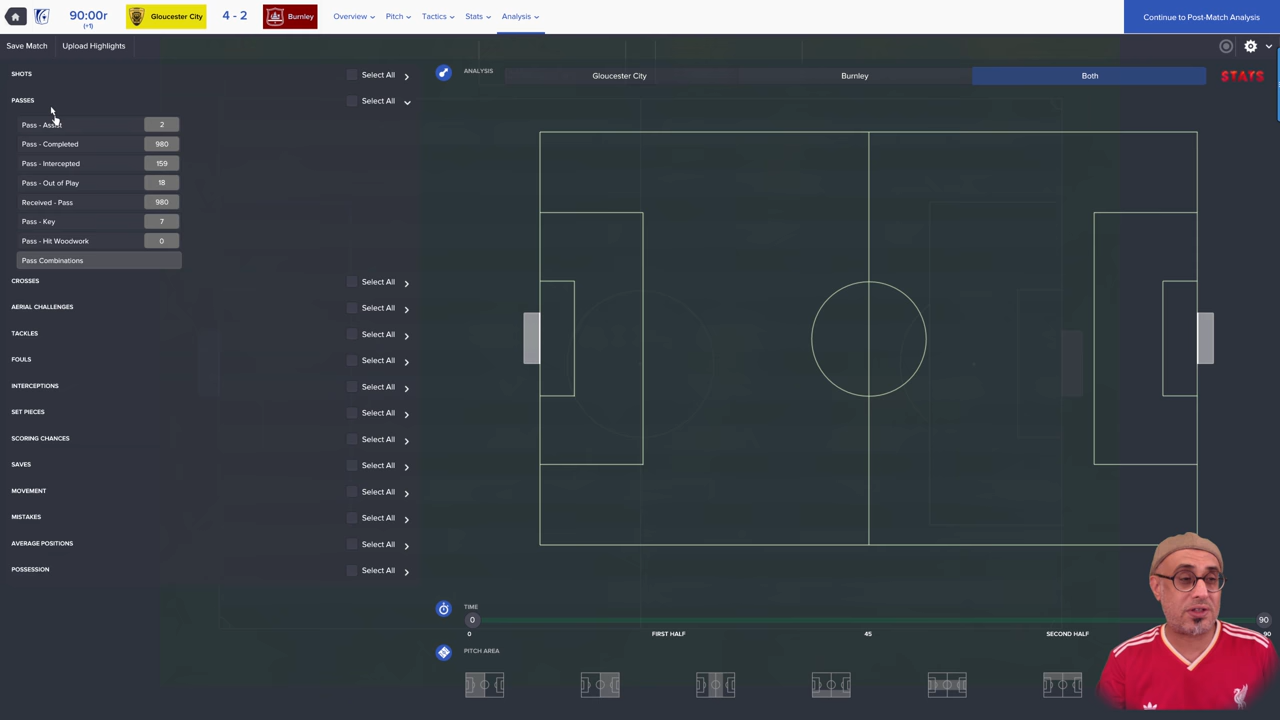 90:00r
(+1)
Gloucester City
4 - 2
Burnley
Overview
Pitch
Tactics
Stats
Analysis
Continue to Post-Match Analysis
Save Match
Upload Highlights
SHOTS
Select All
PASSES
Select All
Pass - Assist
2
Pass - Completed
980
Pass - Intercepted
159
Pass - Out of Play
18
Received - Pass
980
Pass - Key
7
Pass - Hit Woodwork
0
Pass Combinations
CROSSES
Select All
AERIAL CHALLENGES
Select All
TACKLES
Select All
FOULS
Select All
INTERCEPTIONS
Select All
SET PIECES
Select All
SCORING CHANCES
Select All
SAVES
Select All
MOVEMENT
Select All
MISTAKES
Select All
AVERAGE POSITIONS
Select All
POSSESSION
Select All
ANALYSIS
Gloucester City
Burnley
Both
STATS
TIME
0
90
0
FIRST HALF
45
SECOND HALF
90
PITCH AREA